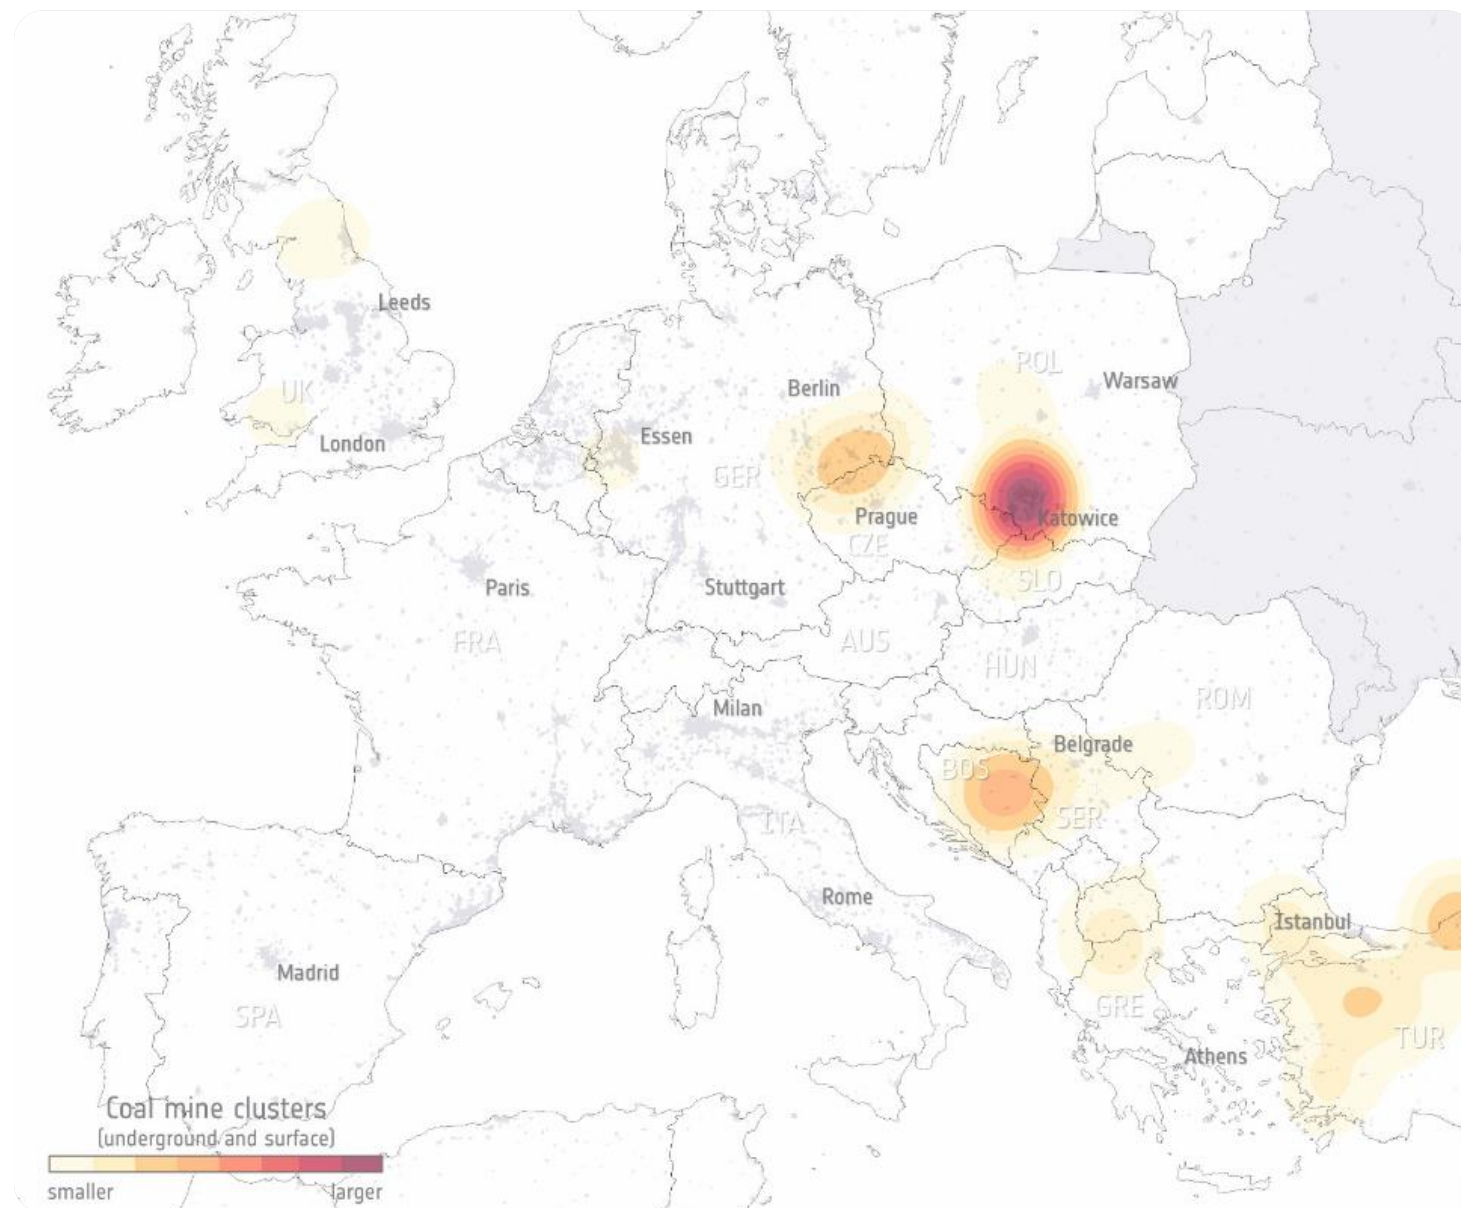 Leeds
UK
London
Berlin
POL
Warsaw
Essen
GER
Prague
Katowice
CZE
SLO
Paris
Stuttgart
FRA
AUS
HUN
ROM
Milan
Belgrade
BOS
ITA
SER
Rome
Istanbul
Madrid
SPA
GRE
TUR
Athens
Coal mine clusters
(underground and surface)
smaller larger